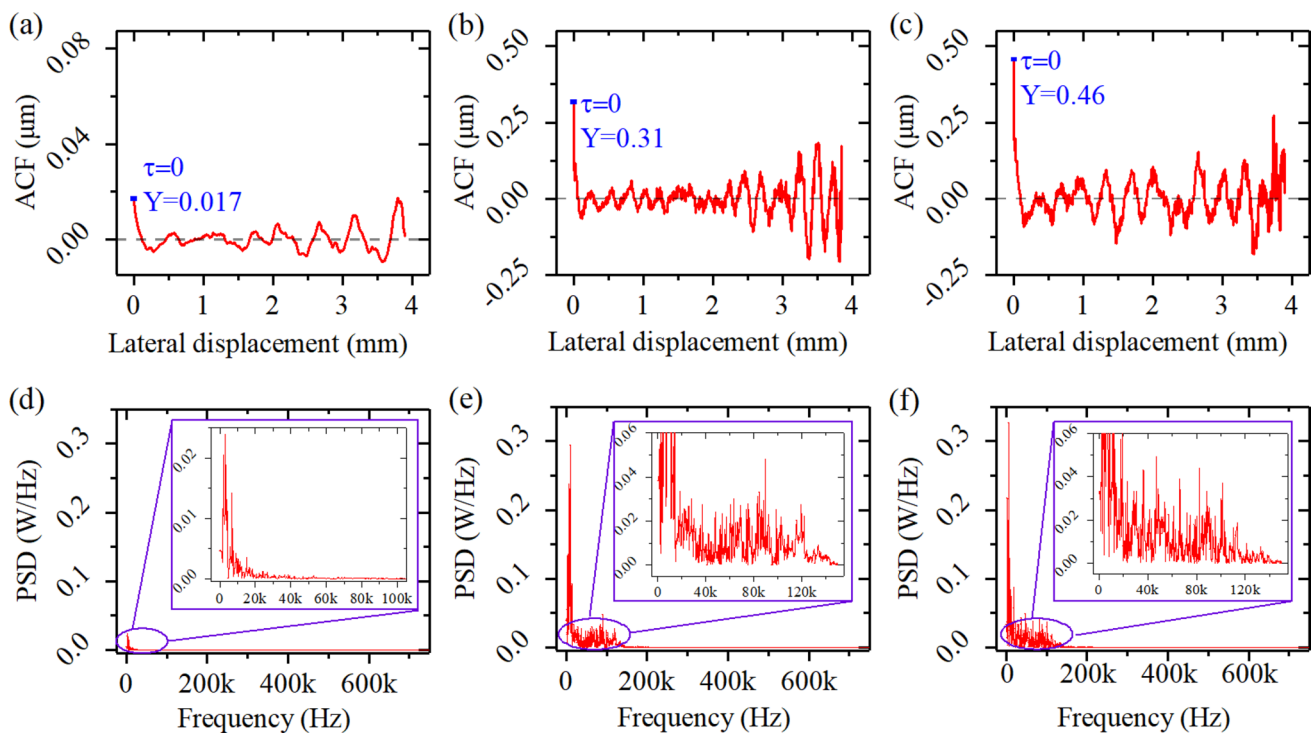 (a)
0.08
0.04
0.00
ACF (μm)
τ=0
Y=0.017
0 1 2 3 4
Lateral displacement (mm)
(b)
0.50
0.25
0.00
-0.25
ACF (μm)
τ=0
Y=0.31
0 1 2 3 4
Lateral displacement (mm)
(c)
0.50
0.25
0.00
-0.25
ACF (μm)
τ=0
Y=0.46
0 1 2 3 4
Lateral displacement (mm)
(d)
0.3
0.2
0.1
0.0
PSD (W/Hz)
0.02
0.01
0.00
0 20k 40k 60k 80k 100k
0 200k 400k 600k
Frequency (Hz)
(e)
0.3
0.2
0.1
0.0
PSD (W/Hz)
0.06
0.04
0.02
0.00
0 40k 80k 120k
0 200k 400k 600k
Frequency (Hz)
(f)
0.3
0.2
0.1
0.0
PSD (W/Hz)
0.06
0.04
0.02
0.00
0 40k 80k 120k
0 200k 400k 600k
Frequency (Hz)